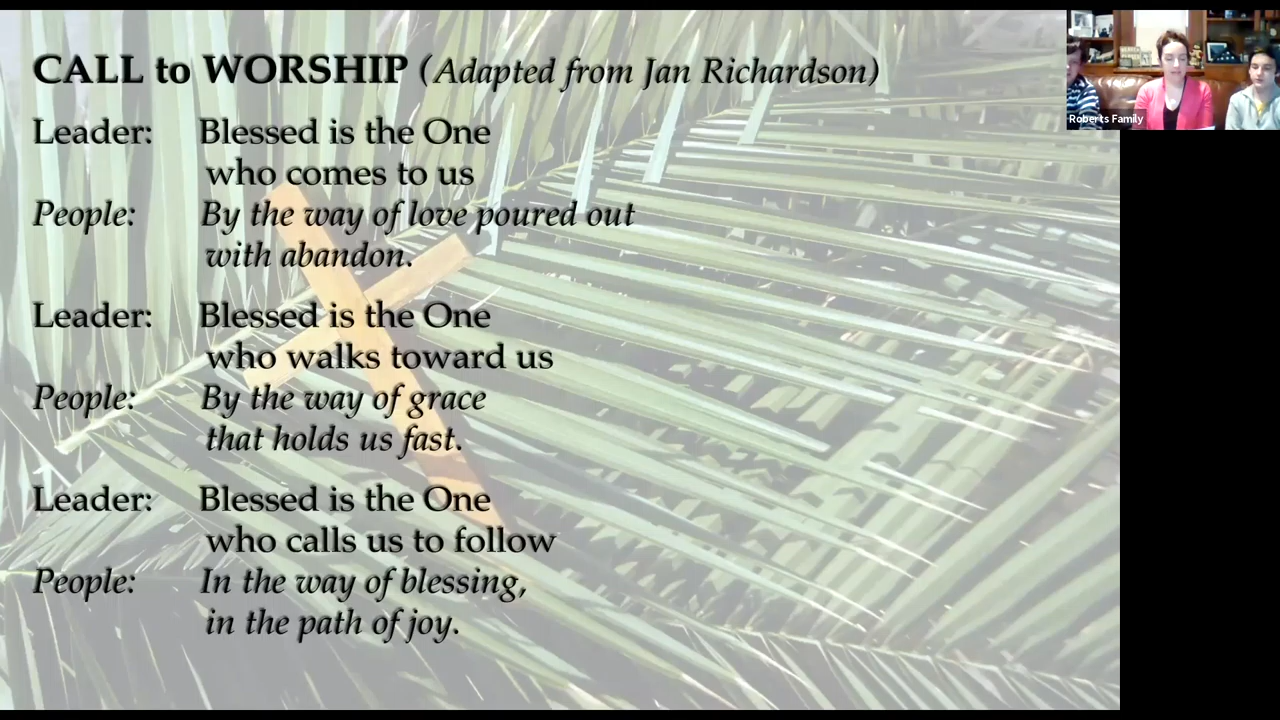 CALL to WORSHIP (Adapted from Jan Richardson)
Leader: Blessed is the One
who comes to us
People: By the way of love poured out
with abandon.
Leader: Blessed is the One
who walks toward us
People: By the way of grace
that holds us fast.
Leader: Blessed is the One
who calls us to follow
People: In the way of blessing,
in the path of joy.
Roberts Family